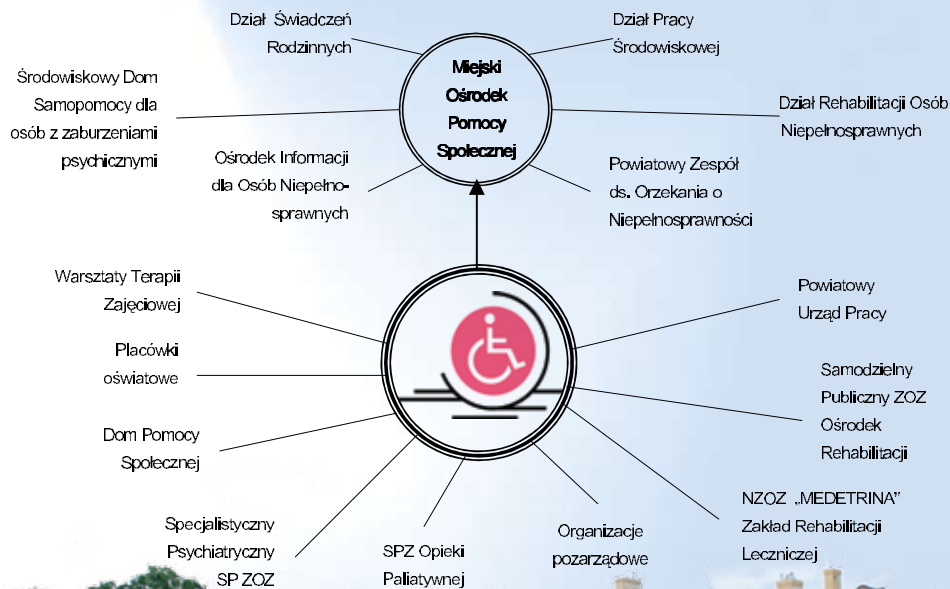 Dział Świadczeń
Rodzinnych
Dział Pracy
Środowiskowej
Miejski
Ośrodek
Pomocy
Społecznej
Środowiskowy Dom
Samopomocy dla
osób z zaburzeniami
psychicznymi
Dział Rehabilitacji Osób
Niepełnosprawnych
Ośrodek Informacji
dla Osób Niepełno-
sprawnych
Powiatowy Zespół
ds. Orzekania o
Niepełnosprawności
Warsztaty Terapii
Zajęciowej
Powiatowy
Urząd Pracy
Placówki
oświatowe
Samodzielny
Publiczny ZOZ
Ośrodek
Rehabilitacji
Dom Pomocy
Społecznej
NZOZ „MEDETRINA”
Zakład Rehabilitacji
Leczniczej
Specjalistyczny
Psychiatryczny
SP ZOZ
SPZ Opieki
Paliatywnej
Organizacje
pozarządowe